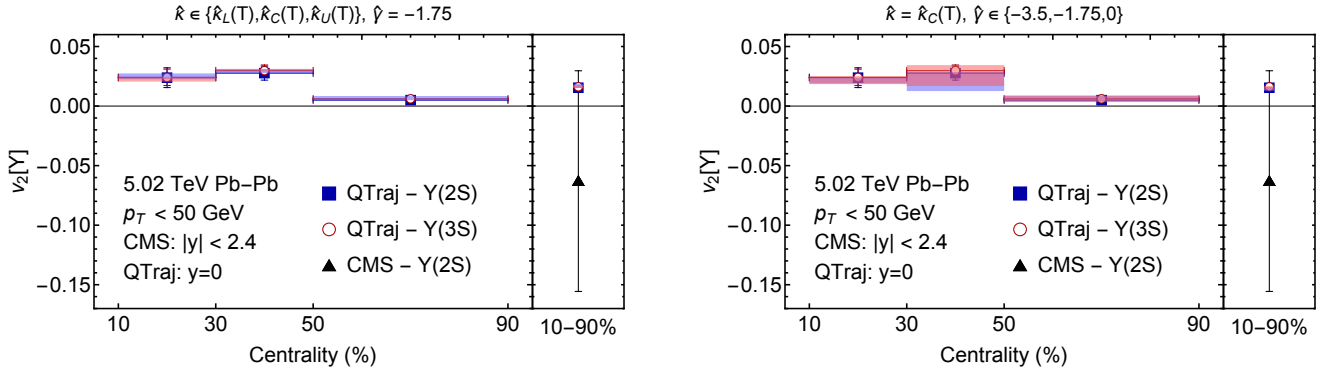 κ̂ ∈ {κ̂_L(T),κ̂_C(T),κ̂_U(T)}, γ̂ = −1.75
0.05
0.00
−0.05
−0.10
−0.15
v₂[Υ]
5.02 TeV Pb−Pb
p_T < 50 GeV
CMS: |y| < 2.4
QTraj: y=0
QTraj − Υ(2S)
QTraj − Υ(3S)
CMS − Υ(2S)
10 30 50 90
10−90%
Centrality (%)
κ̂ = κ̂_C(T), γ̂ ∈ {−3.5,−1.75,0}
0.05
0.00
−0.05
−0.10
−0.15
v₂[Υ]
5.02 TeV Pb−Pb
p_T < 50 GeV
CMS: |y| < 2.4
QTraj: y=0
QTraj − Υ(2S)
QTraj − Υ(3S)
CMS − Υ(2S)
10 30 50 90
10−90%
Centrality (%)